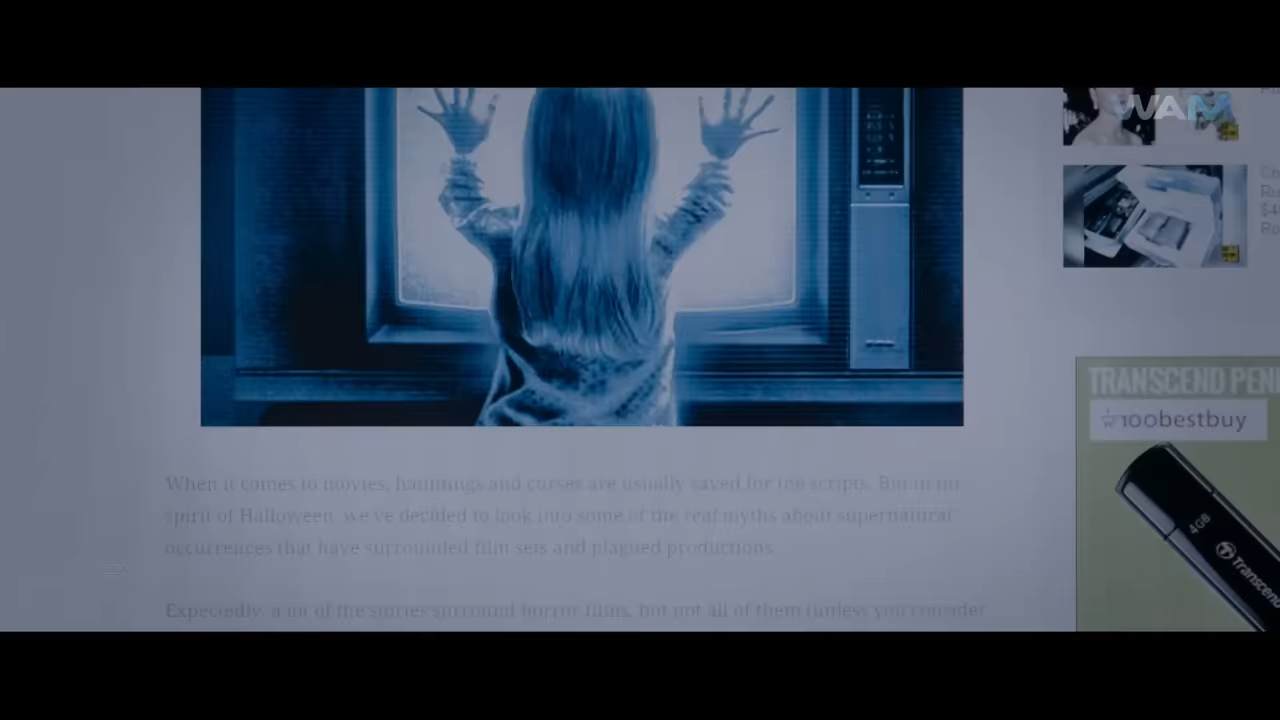 WAM
TRANSCEND PEN
100bestbuy
4GB
Transcend
When it comes to movies, hauntings and curses are usually saved for the scripts. But in the
spirit of Halloween, we've decided to look into some of the real myths about supernatural
occurrences that have surrounded film sets and plagued productions.
Expectedly, a lot of the stories surround horror films, but not all of them (unless you consider